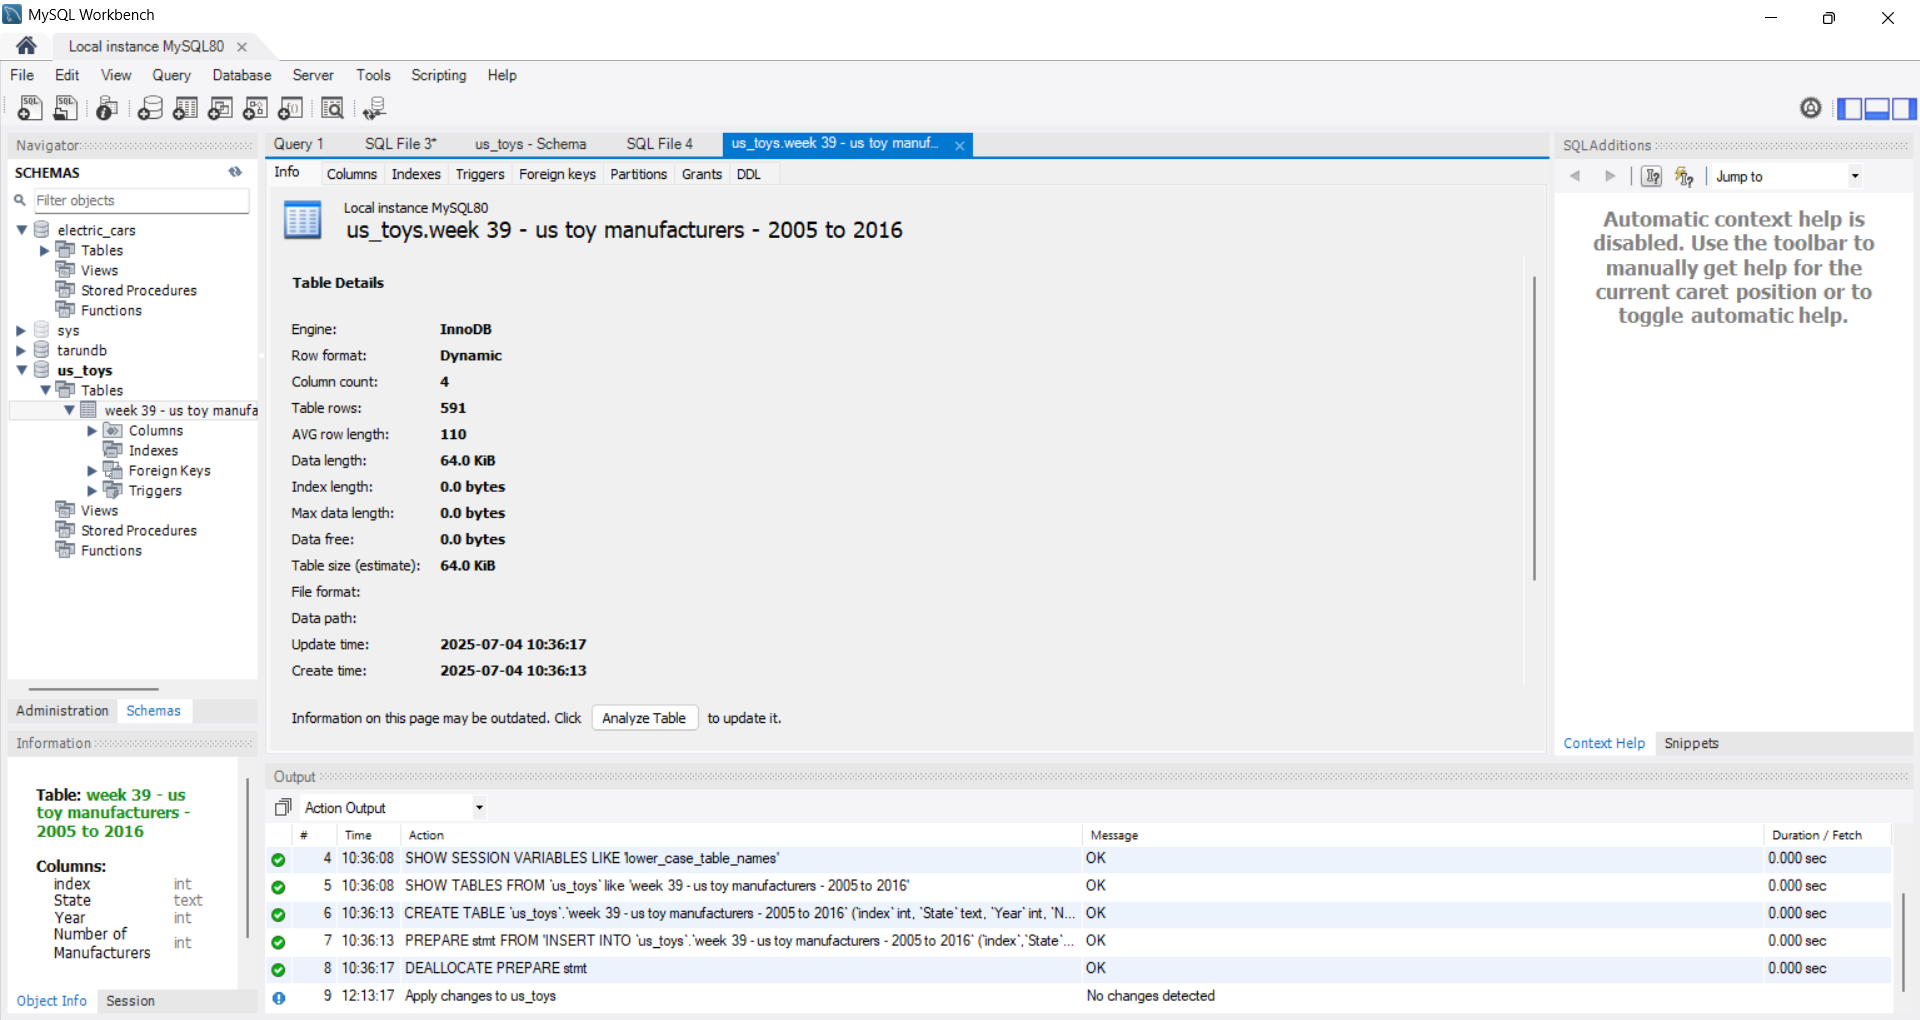 MySQL Workbench
Local instance MySQL80
File Edit View Query Database Server Tools Scripting Help
Navigator
SCHEMAS
Filter objects
electric_cars
Tables
Views
Stored Procedures
Functions
sys
tarundb
us_toys
Tables
week 39 - us toy manufa
Columns
Indexes
Foreign Keys
Triggers
Views
Stored Procedures
Functions
Administration Schemas
Information
Table: week 39 - us
toy manufacturers -
2005 to 2016
Columns:
index int
State text
Year int
Number of
Manufacturers int
Object Info Session
Query 1 SQL File 3* us_toys - Schema SQL File 4 us_toys.week 39 - us toy manuf...
Info Columns Indexes Triggers Foreign keys Partitions Grants DDL
Local instance MySQL80
us_toys.week 39 - us toy manufacturers - 2005 to 2016
Table Details
Engine: InnoDB
Row format: Dynamic
Column count: 4
Table rows: 591
AVG row length: 110
Data length: 64.0 KiB
Index length: 0.0 bytes
Max data length: 0.0 bytes
Data free: 0.0 bytes
Table size (estimate): 64.0 KiB
File format:
Data path:
Update time: 2025-07-04 10:36:17
Create time: 2025-07-04 10:36:13
Information on this page may be outdated. Click Analyze Table to update it.
SQLAdditions
Jump to
Automatic context help is
disabled. Use the toolbar to
manually get help for the
current caret position or to
toggle automatic help.
Context Help Snippets
Output
Action Output
# Time Action Message Duration / Fetch
4 10:36:08 SHOW SESSION VARIABLES LIKE 'lower_case_table_names' OK 0.000 sec
5 10:36:08 SHOW TABLES FROM `us_toys` like 'week 39 - us toy manufacturers - 2005 to 2016' OK 0.000 sec
6 10:36:13 CREATE TABLE `us_toys`.`week 39 - us toy manufacturers - 2005 to 2016` (`index` int, `State` text, `Year` int, `N... OK 0.000 sec
7 10:36:13 PREPARE stmt FROM 'INSERT INTO `us_toys`.`week 39 - us toy manufacturers - 2005 to 2016` (`index`,`State`... OK 0.000 sec
8 10:36:17 DEALLOCATE PREPARE stmt OK 0.000 sec
9 12:13:17 Apply changes to us_toys No changes detected